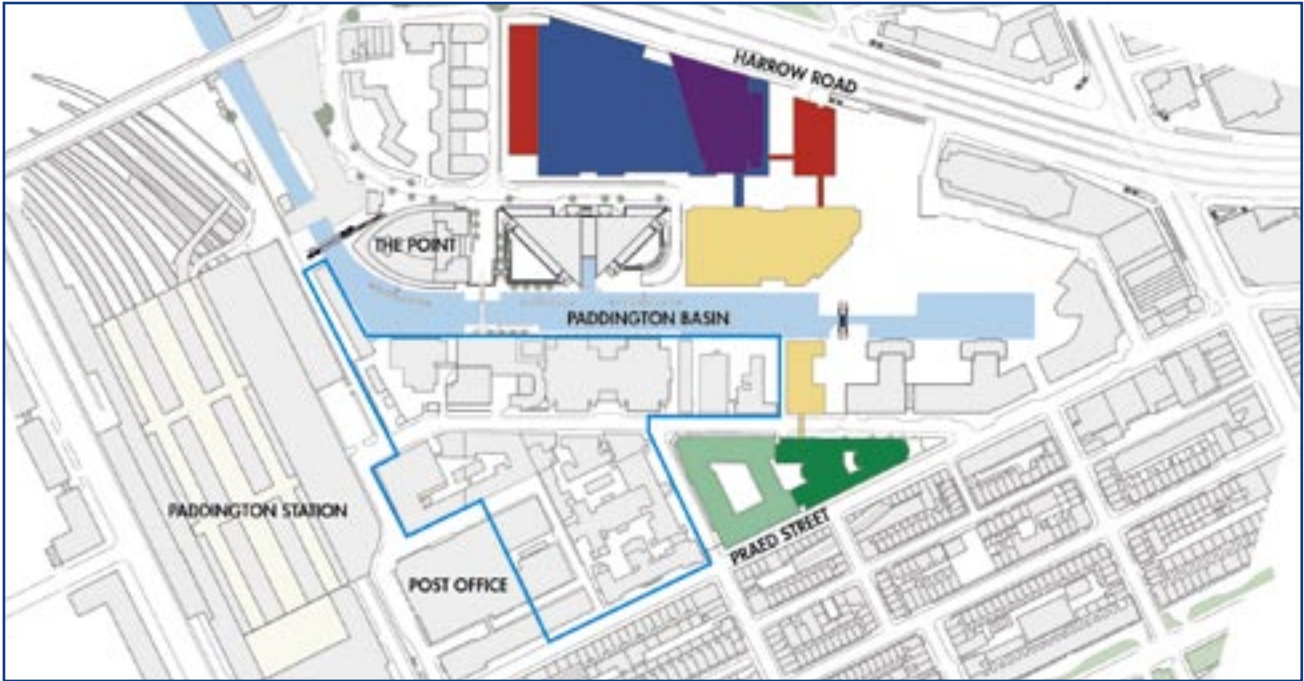 HARROW ROAD
THE POINT
PADDINGTON BASIN
PADDINGTON STATION
PRAED STREET
POST OFFICE